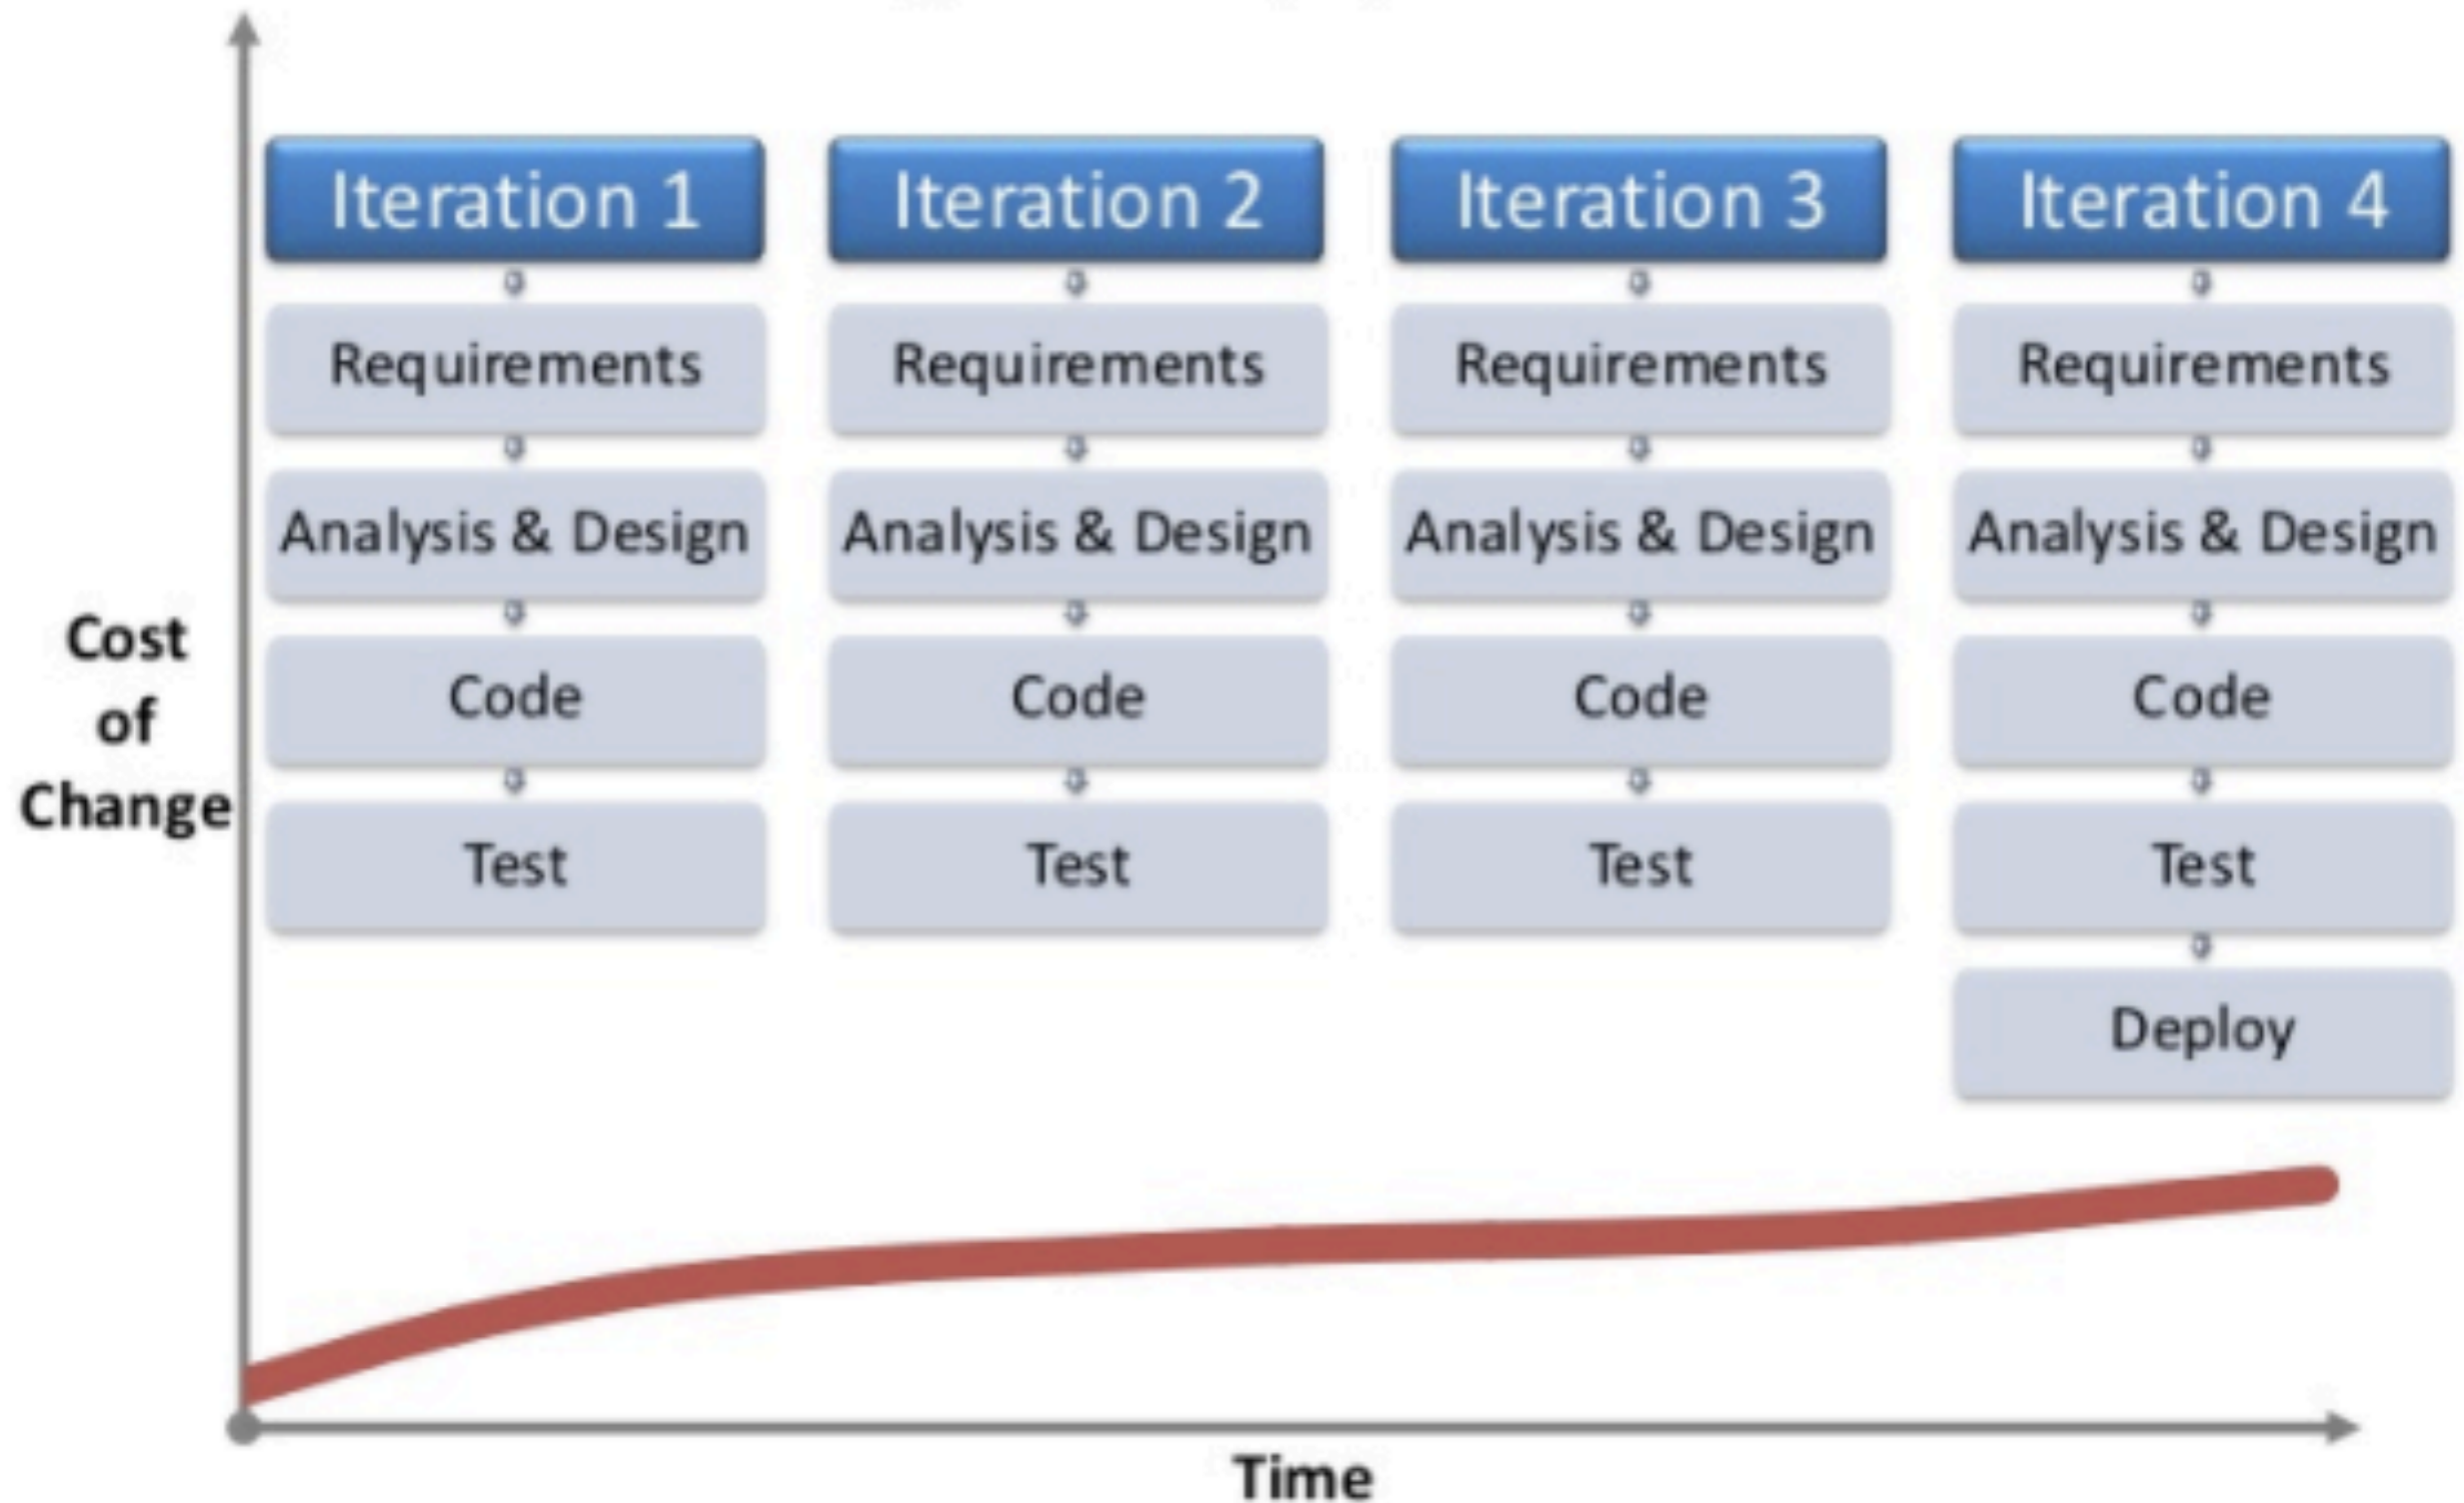 Iteration 1
Requirements
Analysis & Design
Code
Test
Iteration 2
Requirements
Analysis & Design
Code
Test
Iteration 3
Requirements
Analysis & Design
Code
Test
Iteration 4
Requirements
Analysis & Design
Code
Test
Deploy
Cost
of
Change
Time